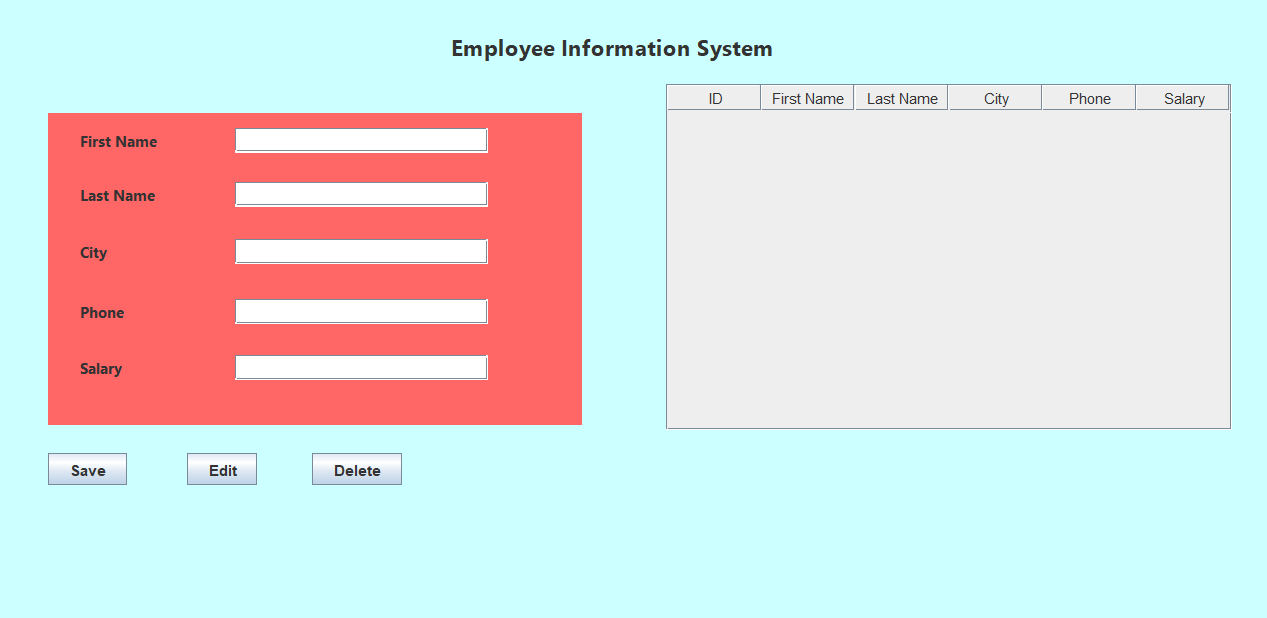 Employee Information System
First Name
Last Name
City
Phone
Salary
Save Edit Delete
ID First Name Last Name City Phone Salary